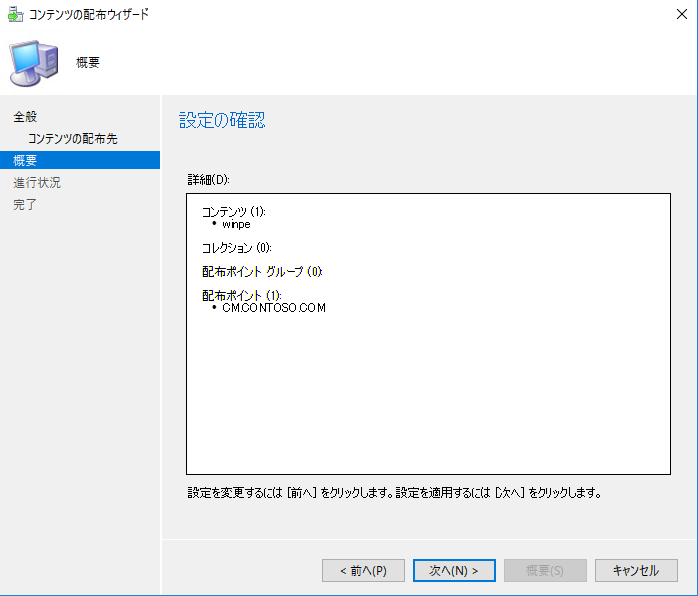 コンテンツの配布ウィザード
概要
全般
コンテンツの配布先
概要
進行状況
完了
設定の確認
詳細(D):
コンテンツ (1):
• winpe
コレクション (0):
配布ポイント グループ (0):
配布ポイント (1):
• CM.CONTOSO.COM
設定を変更するには [前へ] をクリックします。設定を適用するには [次へ] をクリックします。
< 前へ(P)
次へ(N) >
概要(S)
キャンセル